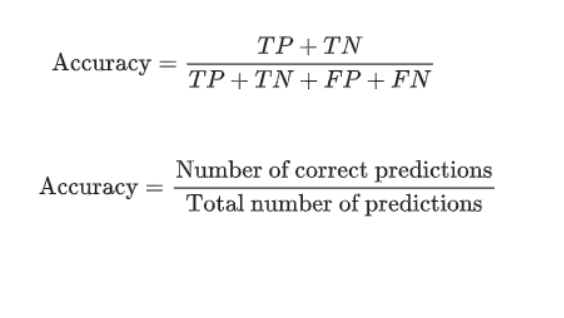 Accuracy = TP + TN / TP + TN + FP + FN
Accuracy = Number of correct predictions / Total number of predictions